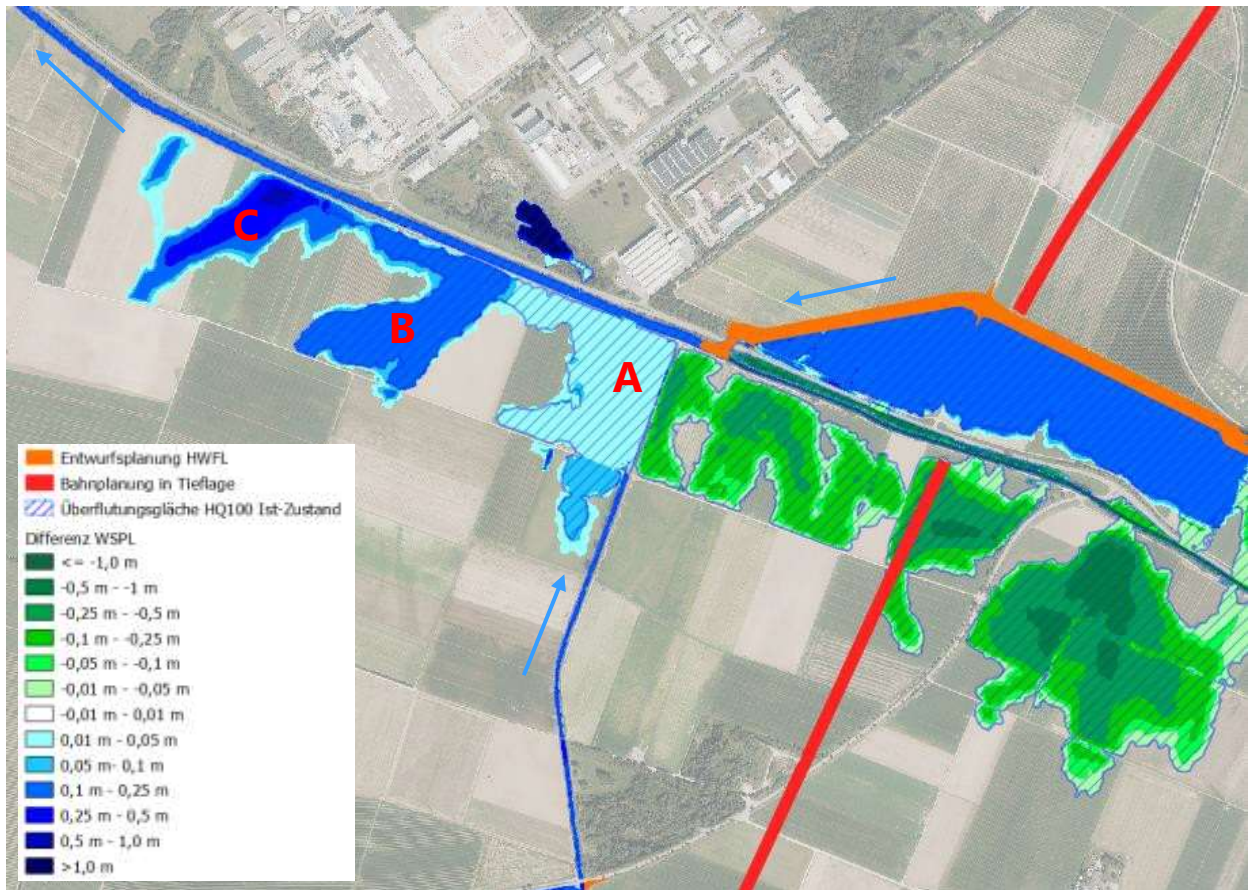 C
B
A
Entwurfsplanung HWFL
Bahnplanung in Tieflage
Überflutungsgläche HQ100 Ist-Zustand
Differenz WSPL
<= -1,0 m
-0,5 m - -1 m
-0,25 m - -0,5 m
-0,1 m - -0,25 m
-0,05 m - -0,1 m
-0,01 m - -0,05 m
-0,01 m - 0,01 m
0,01 m - 0,05 m
0,05 m- 0,1 m
0,1 m - 0,25 m
0,25 m - 0,5 m
0,5 m - 1,0 m
>1,0 m